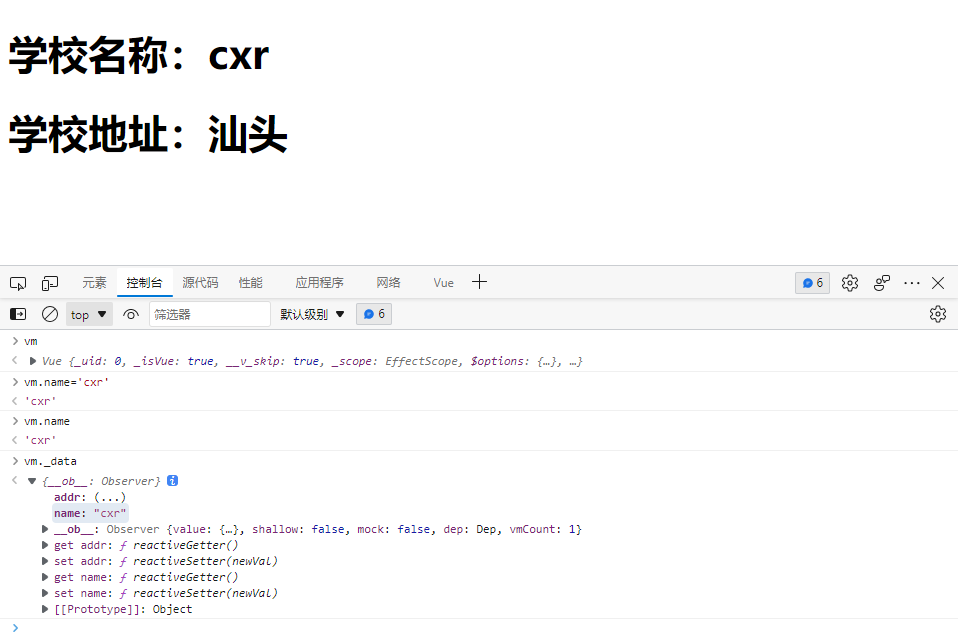 学校名称：cxr
学校地址：汕头
元素 控制台 源代码 性能 应用程序 网络 Vue 6
top 筛选器 默认级别 6
vm
Vue {_uid: 0, _isVue: true, __v_skip: true, _scope: EffectScope, $options: {…}, …}
vm.name='cxr'
'cxr'
vm.name
'cxr'
vm._data
{__ob__: Observer} i
addr: (...)
name: "cxr"
__ob__: Observer {value: {…}, shallow: false, mock: false, dep: Dep, vmCount: 1}
get addr: ƒ reactiveGetter()
set addr: ƒ reactiveSetter(newVal)
get name: ƒ reactiveGetter()
set name: ƒ reactiveSetter(newVal)
[[Prototype]]: Object